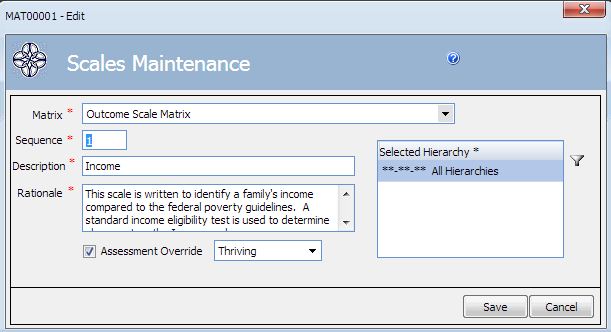 MAT00001 - Edit
Scales Maintenance
Matrix * Outcome Scale Matrix
Sequence * 1
Description * Income
Rationale * This scale is written to identify a family's income
compared to the federal poverty guidelines. A
standard income eligibility test is used to determine
Assessment Override Thriving
Selected Hierarchy *
**-**-** All Hierarchies
Save Cancel